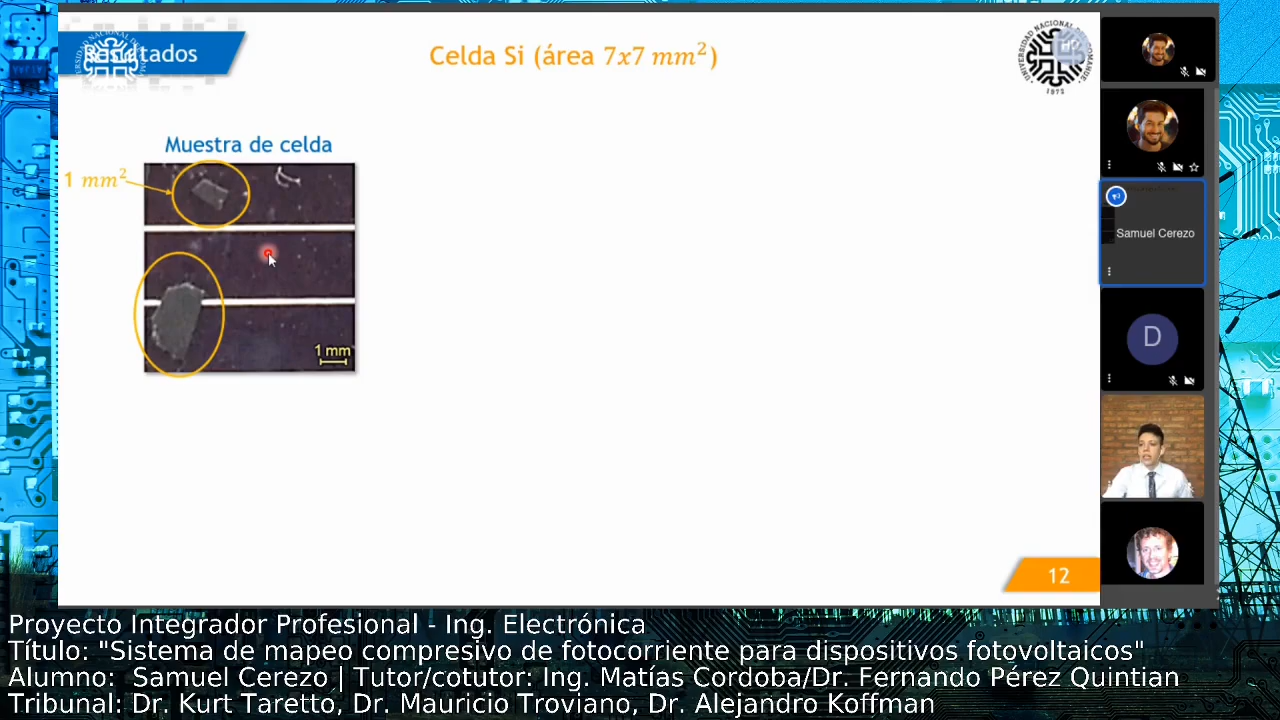 Resultados
Celda Si (área 7x7 mm²)
1972
Muestra de celda
1 mm²
1 mm
Samuel Cerezo
D
12
Proyecto Integrador Profesional - Ing. Electrónica
Título: "Sistema de mapeo compresivo de fotocorriente para dispositivos fotovoltaicos"
Alumno: Samuel Cerezo | Tutor/cotutor: Ing. Matías Cordoba/Dr. Fernando Pérez Quintian
Tribunal: Dr. Kurt Taretto, Dr. Mauricio Troviano, Dr. Alejandro Koffman